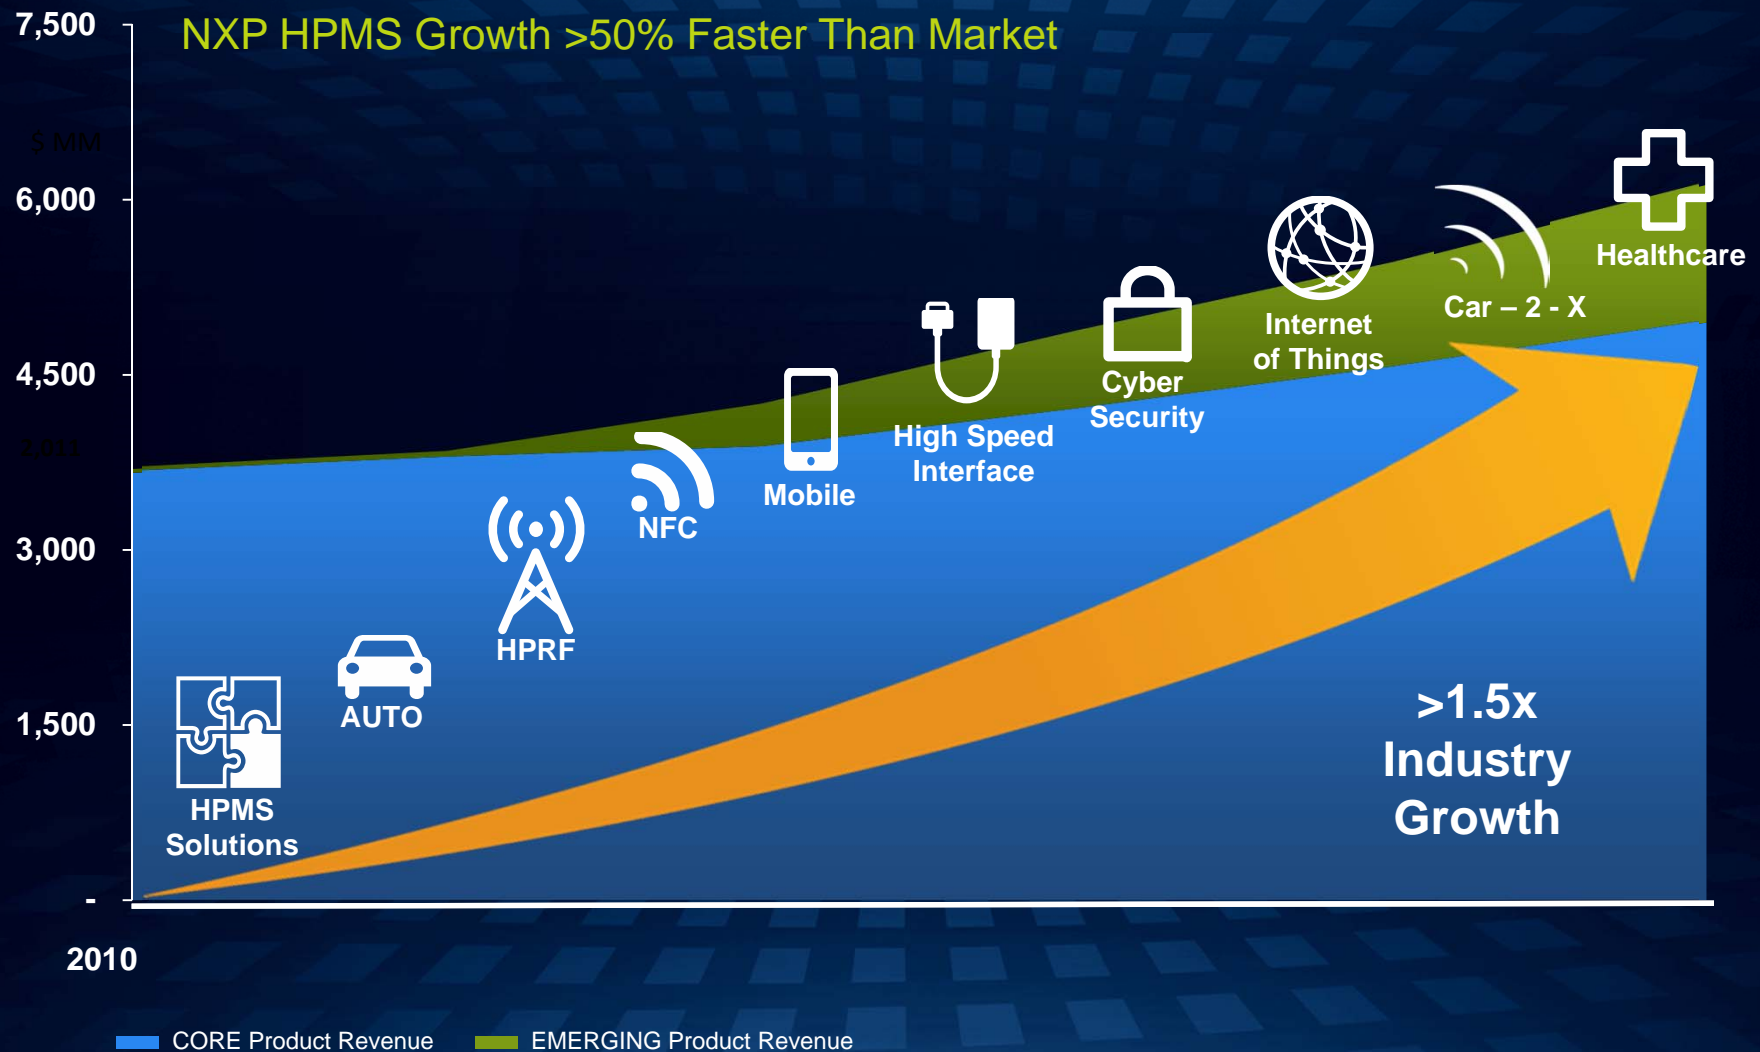 NXP HPMS Growth >50% Faster Than Market
7,500
$ MM
6,000
4,500
3,000
1,500
-
2010
Healthcare
Car – 2 - X
Internet
of Things
Cyber
Security
High Speed
Interface
Mobile
NFC
HPRF
AUTO
HPMS
Solutions
>1.5x
Industry
Growth
CORE Product Revenue
EMERGING Product Revenue